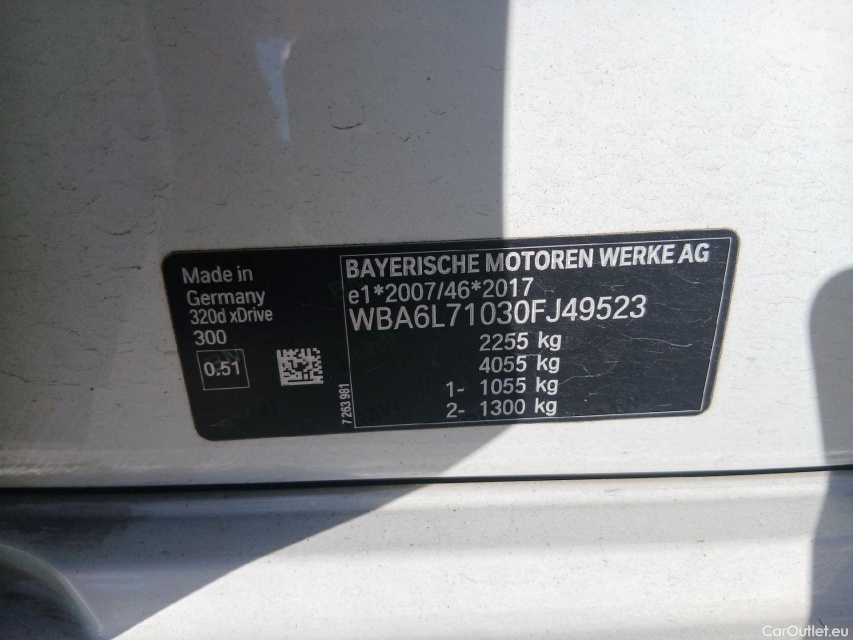 Made in
Germany
320d xDrive
300
0.51
7 263 981
BAYERISCHE MOTOREN WERKE AG
e1*2007/46*2017
WBA6L71030FJ49523
2255 kg
4055 kg
1- 1055 kg
2- 1300 kg
CarOutlet.eu